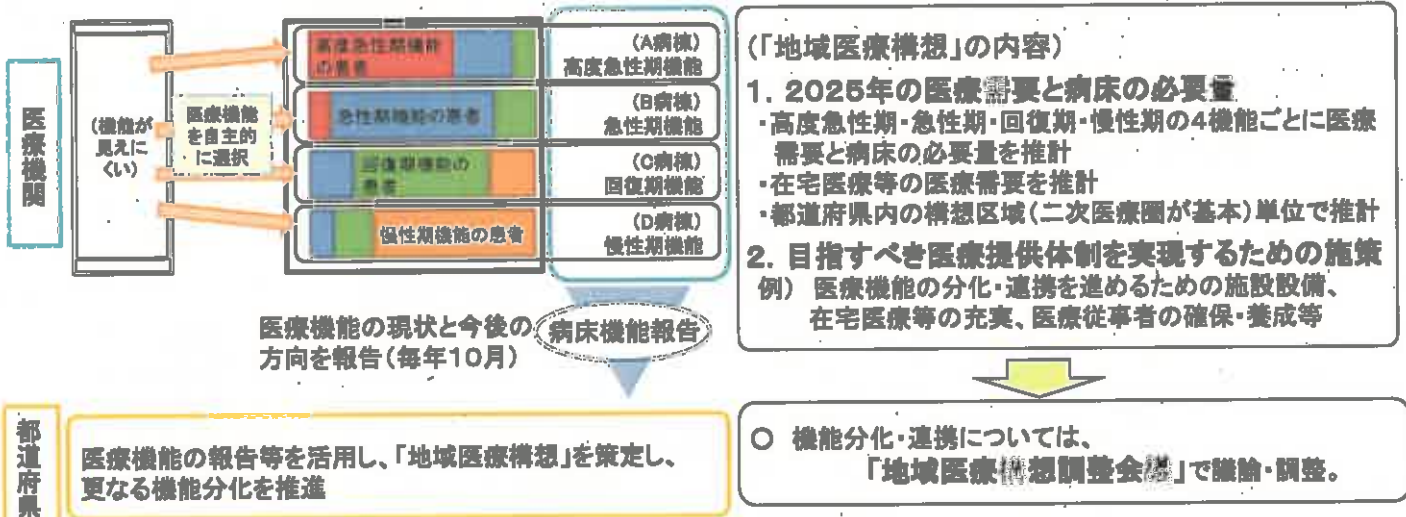 医療機関
(機能が
見えに
くい)
医療機能
を自主的
に選択
高度急性期機能
の患者
(A病棟)
高度急性期機能
急性期機能の患者
(B病棟)
急性期機能
回復期機能の
患者
(C病棟)
回復期機能
慢性期機能の患者
(D病棟)
慢性期機能
医療機能の現状と今後の
方向を報告(毎年10月)
病床機能報告
(「地域医療構想」の内容)
1. 2025年の医療需要と病床の必要量
・高度急性期・急性期・回復期・慢性期の4機能ごとに医療
需要と病床の必要量を推計
・在宅医療等の医療需要を推計
・都道府県内の構想区域(二次医療圏が基本)単位で推計
2. 目指すべき医療提供体制を実現するための施策
例) 医療機能の分化・連携を進めるための施設設備、
在宅医療等の充実、医療従事者の確保・養成等
都道府県
医療機能の報告等を活用し、「地域医療構想」を策定し、
更なる機能分化を推進
○ 機能分化・連携については、
「地域医療構想調整会議」で議論・調整。